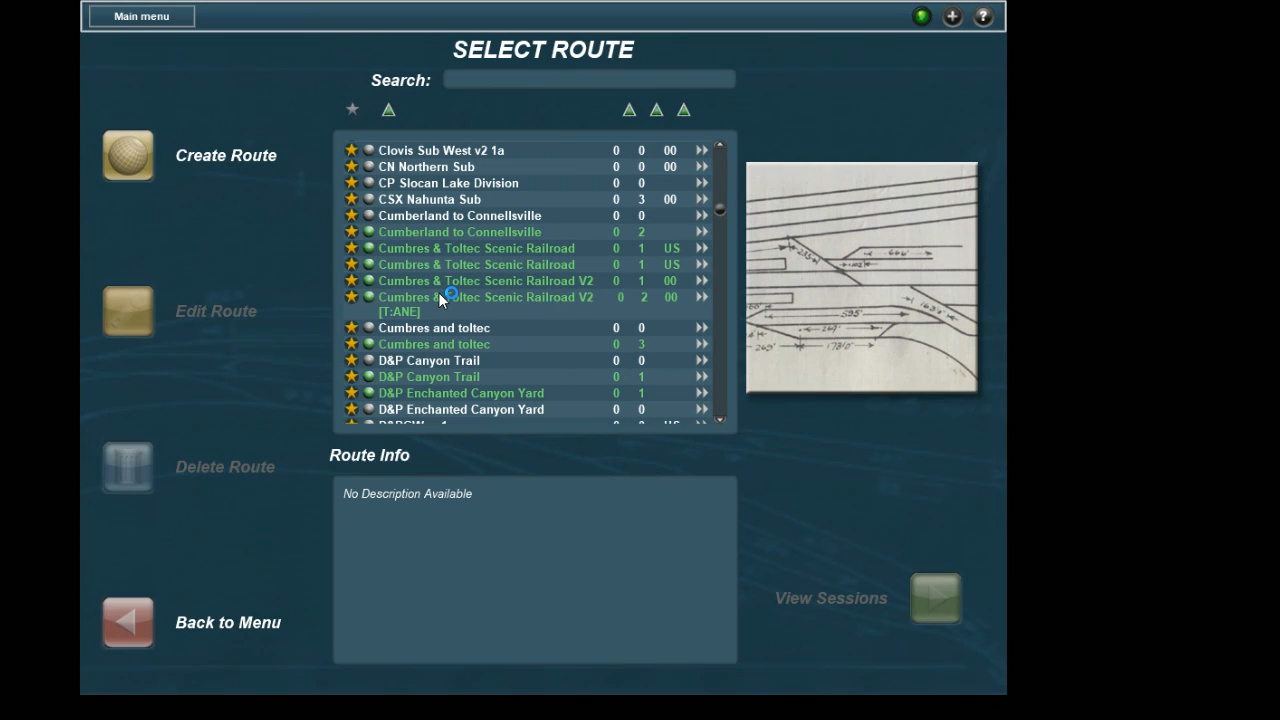 Main menu
SELECT ROUTE
Search:
Create Route
Edit Route
Delete Route
Back to Menu
Clovis Sub West v2 1a 0 0 00
CN Northern Sub 0 0 00
CP Slocan Lake Division 0 0
CSX Nahunta Sub 0 3 00
Cumberland to Connellsville 0 0
Cumberland to Connellsville 0 2
Cumbres & Toltec Scenic Railroad 0 1 US
Cumbres & Toltec Scenic Railroad 0 1 US
Cumbres & Toltec Scenic Railroad V2 0 1 00
Cumbres & Toltec Scenic Railroad V2 0 2 00
[T:ANE]
Cumbres and toltec 0 0
Cumbres and toltec 0 3
D&P Canyon Trail 0 0
D&P Canyon Trail 0 1
D&P Enchanted Canyon Yard 0 1
D&P Enchanted Canyon Yard 0 0
Route Info
No Description Available
View Sessions